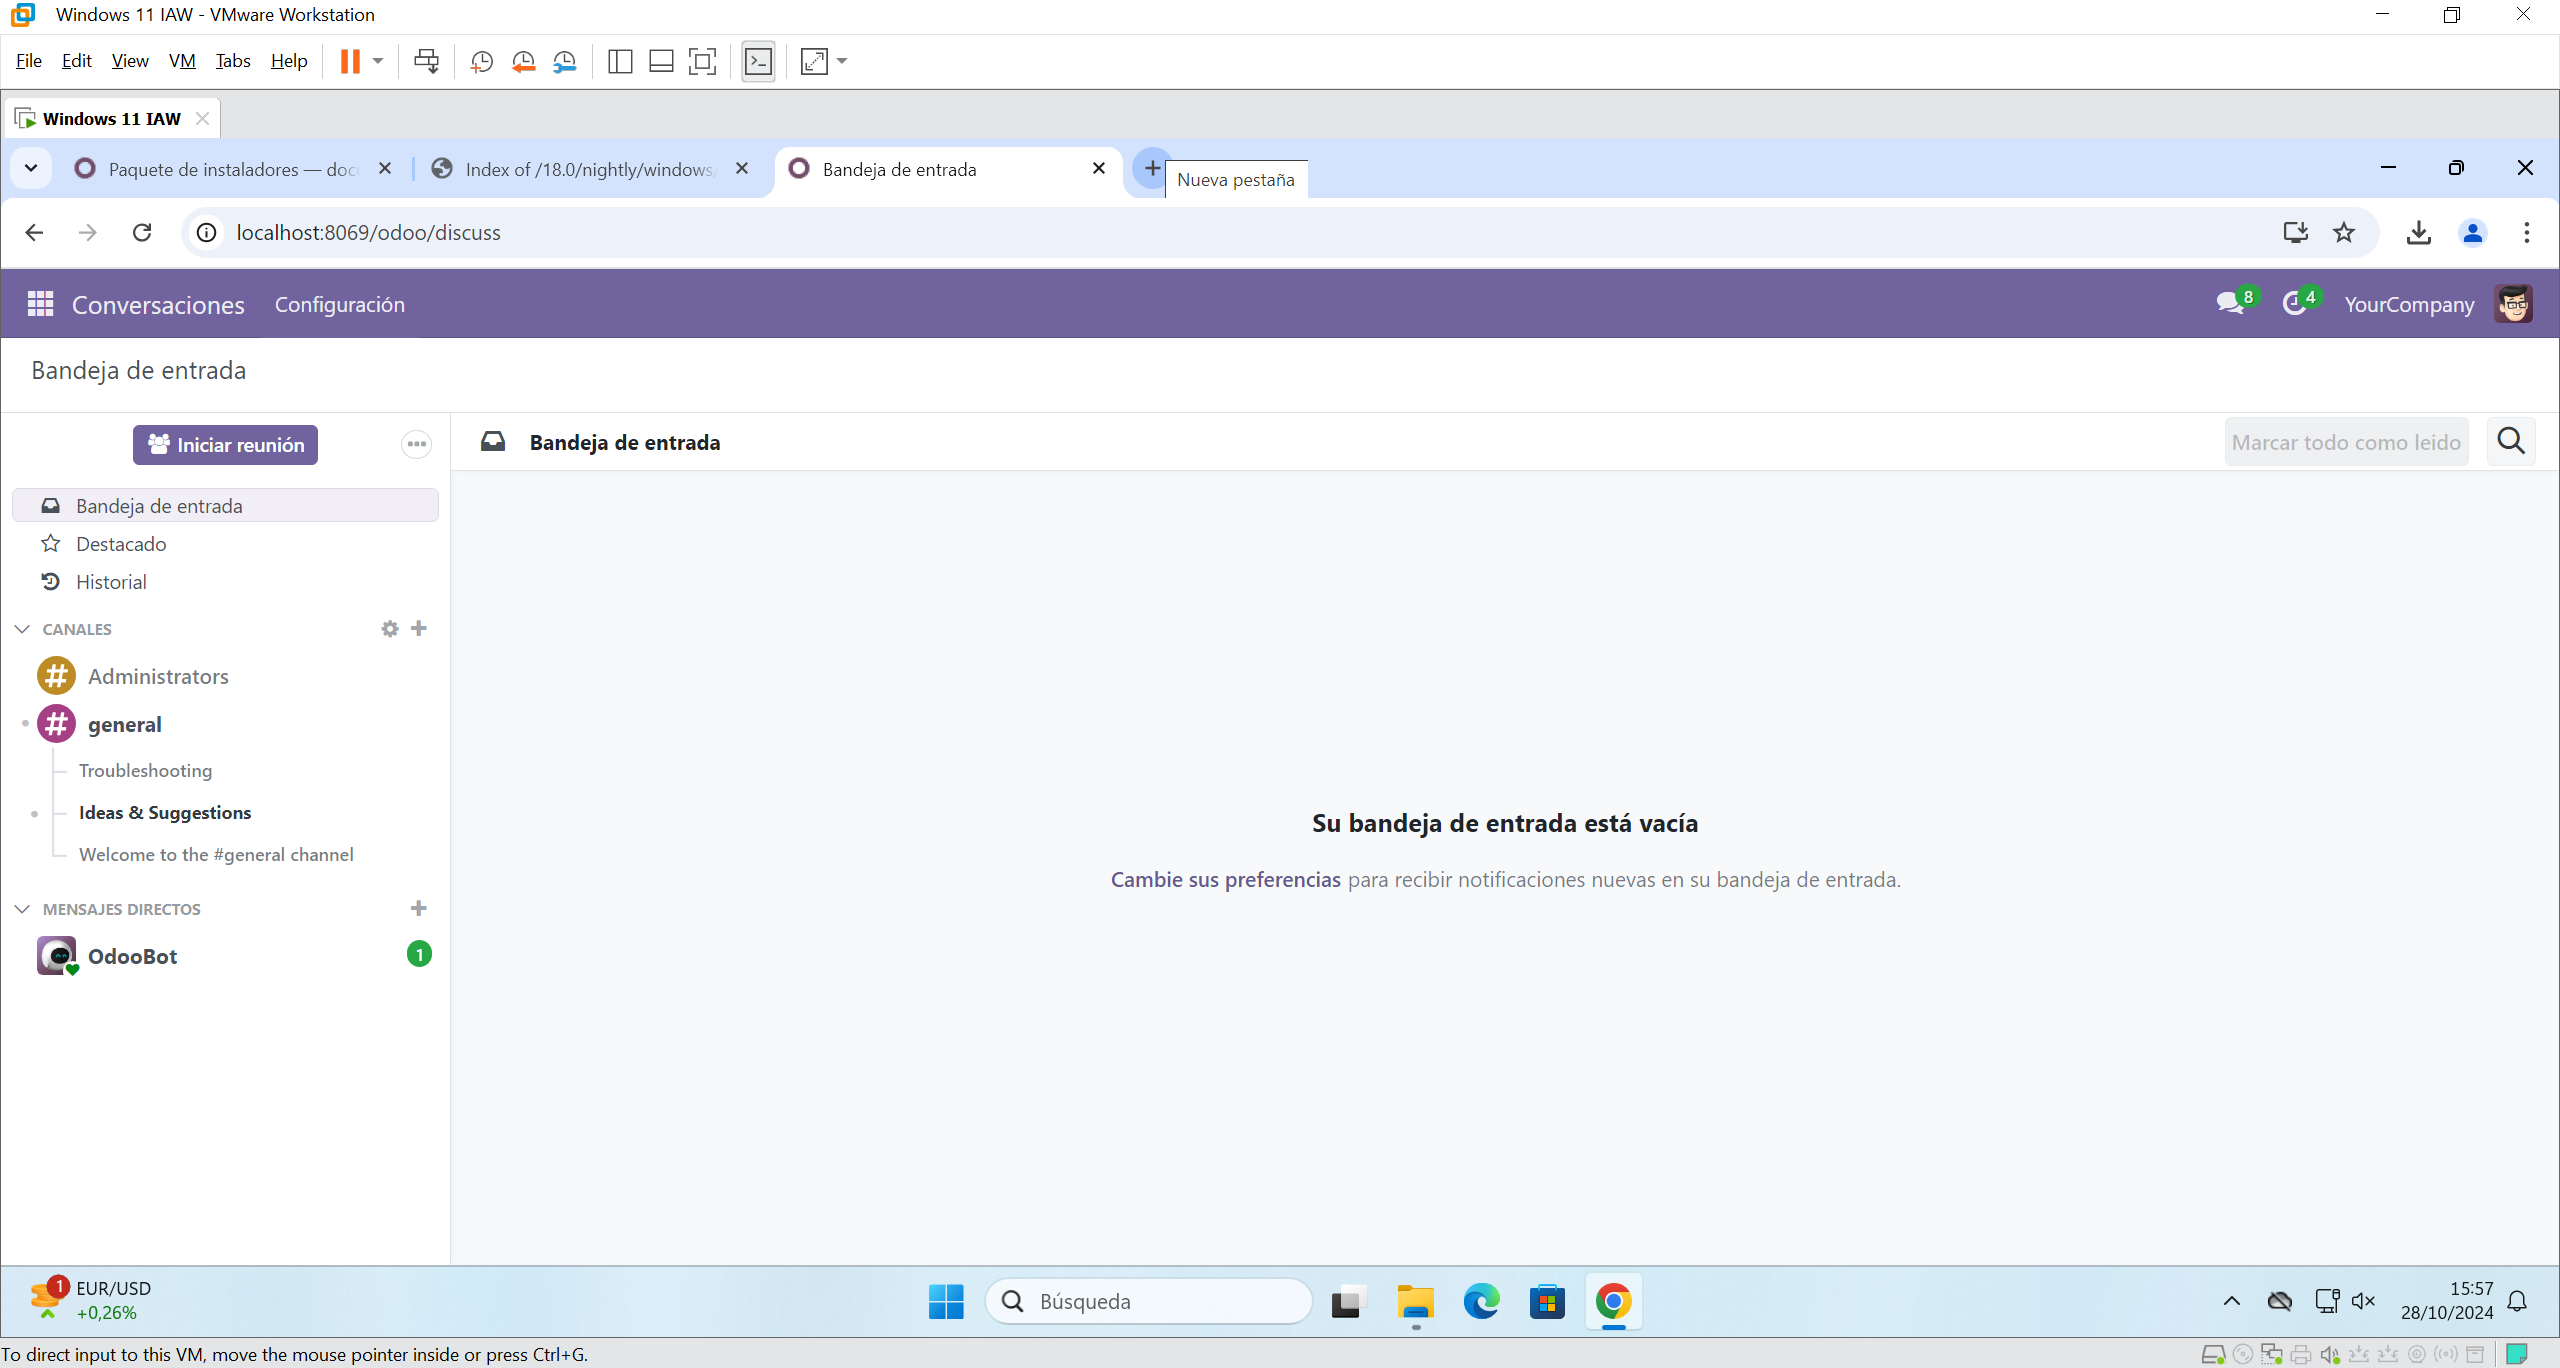 Windows 11 IAW - VMware Workstation
File Edit View VM Tabs Help
Windows 11 IAW
Paquete de instaladores — doc
Index of /18.0/nightly/windows/
Bandeja de entrada
Nueva pestaña
localhost:8069/odoo/discuss
Conversaciones Configuración
8
4
YourCompany
Bandeja de entrada
Iniciar reunión
Bandeja de entrada
Marcar todo como leido
Bandeja de entrada
Destacado
Historial
CANALES
Administrators
general
Troubleshooting
Ideas & Suggestions
Welcome to the #general channel
MENSAJES DIRECTOS
OdooBot
1
Su bandeja de entrada está vacía
Cambie sus preferencias para recibir notificaciones nuevas en su bandeja de entrada.
1
EUR/USD
+0,26%
Búsqueda
15:57
28/10/2024
To direct input to this VM, move the mouse pointer inside or press Ctrl+G.